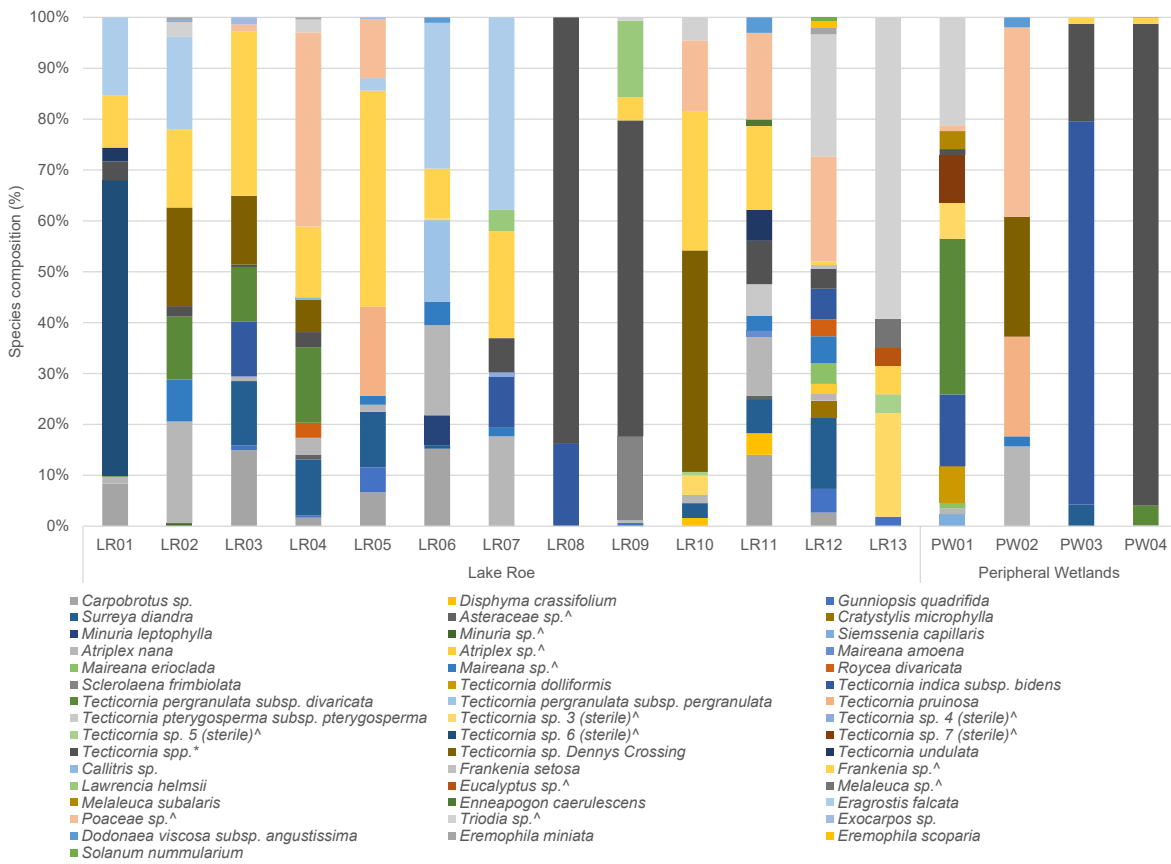 100%
90%
80%
70%
60%
50%
40%
30%
20%
10%
0%
Species composition (%)
LR01 LR02 LR03 LR04 LR05 LR06 LR07 LR08 LR09 LR10 LR11 LR12 LR13 PW01 PW02 PW03 PW04
Lake Roe Peripheral Wetlands
Carpobrotus sp. Disphyma crassifolium Gunniopsis quadrifida
Surreya diandra Asteraceae sp.^ Cratystylis microphylla
Minuria leptophylla Minuria sp.^ Siemssenia capillaris
Atriplex nana Atriplex sp.^ Maireana amoena
Maireana erioclada Maireana sp.^ Roycea divaricata
Sclerolaena frimbiolata Tecticornia dolliformis Tecticornia indica subsp. bidens
Tecticornia pergranulata subsp. divaricata Tecticornia pergranulata subsp. pergranulata Tecticornia pruinosa
Tecticornia pterygosperma subsp. pterygosperma Tecticornia sp. 3 (sterile)^ Tecticornia sp. 4 (sterile)^
Tecticornia sp. 5 (sterile)^ Tecticornia sp. 6 (sterile)^ Tecticornia sp. 7 (sterile)^
Tecticornia spp.* Tecticornia sp. Dennys Crossing Tecticornia undulata
Callitris sp. Frankenia setosa Frankenia sp.^
Lawrencia helmsii Eucalyptus sp.^ Melaleuca sp.^
Melaleuca subalaris Enneapogon caerulescens Eragrostis falcata
Poaceae sp.^ Triodia sp.^ Exocarpos sp.
Dodonaea viscosa subsp. angustissima Eremophila miniata Eremophila scoparia
Solanum nummularium